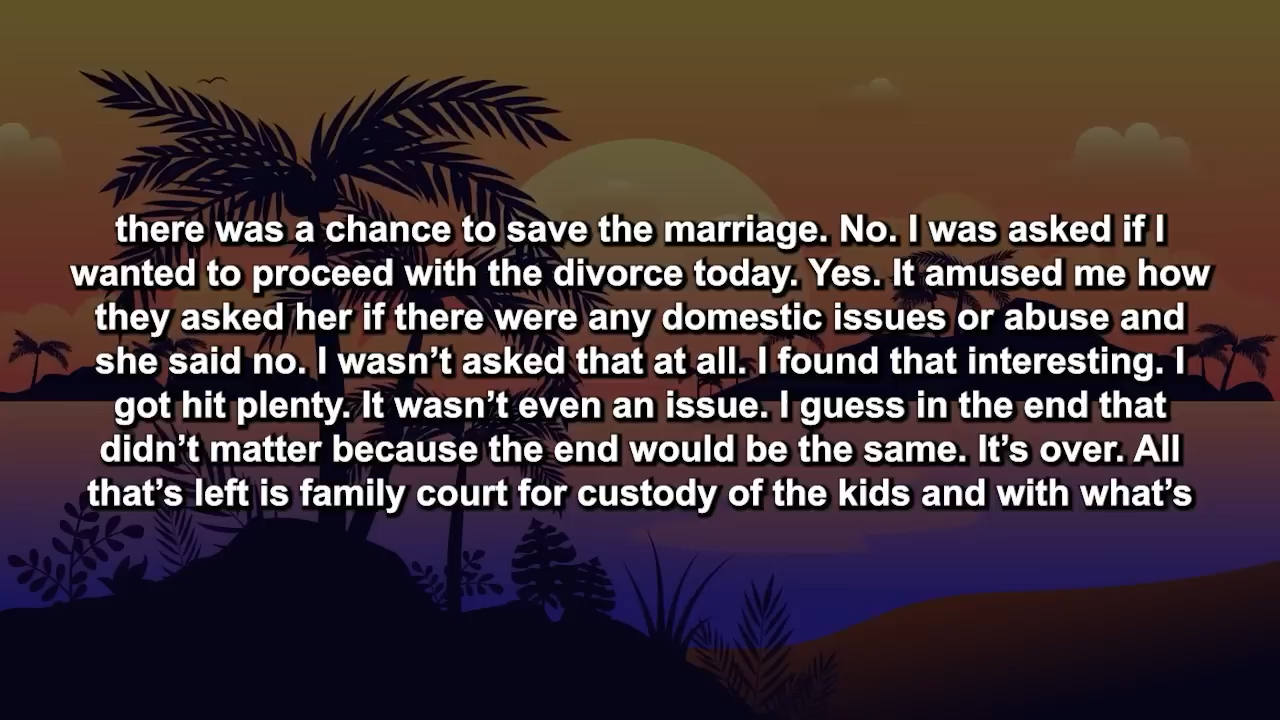 there was a chance to save the marriage. No. I was asked if I
wanted to proceed with the divorce today. Yes. It amused me how
they asked her if there were any domestic issues or abuse and
she said no. I wasn’t asked that at all. I found that interesting. I
got hit plenty. It wasn’t even an issue. I guess in the end that
didn’t matter because the end would be the same. It’s over. All
that’s left is family court for custody of the kids and with what’s